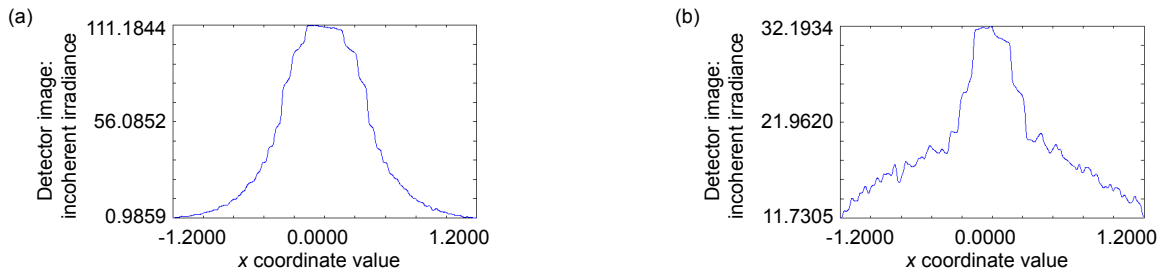 (a)
Detector image:
incoherent irradiance
111.1844
56.0852
0.9859
-1.2000 0.0000 1.2000
x coordinate value
(b)
Detector image:
incoherent irradiance
32.1934
21.9620
11.7305
-1.2000 0.0000 1.2000
x coordinate value